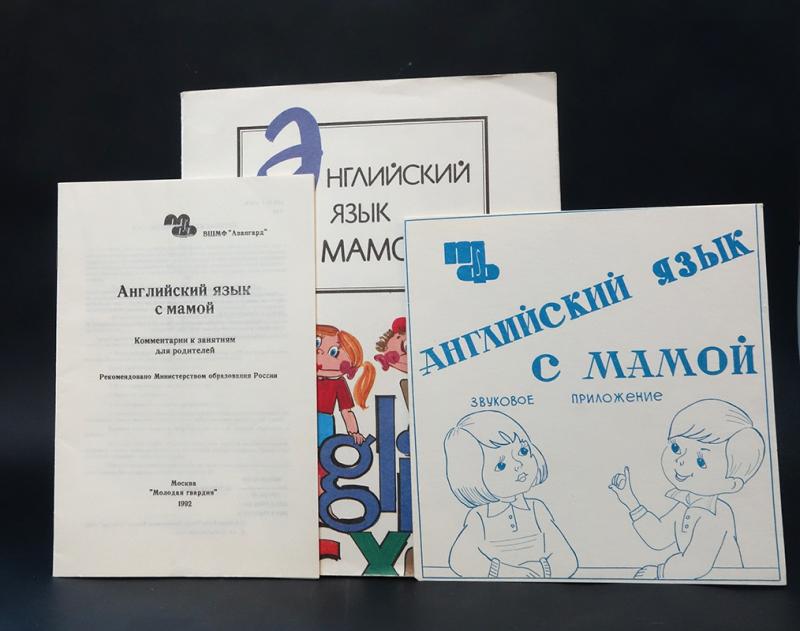 ВШМФ "Авангард"
Английский язык
с мамой
Комментарии к занятиям
для родителей
Рекомендовано Министерством образования России
Москва
"Молодая гвардия"
1992
Английский
язык
МАМО
АНГЛИЙСКИЙ ЯЗЫК
С МАМОЙ
ЗВУКОВОЕ ПРИЛОЖЕНИЕ